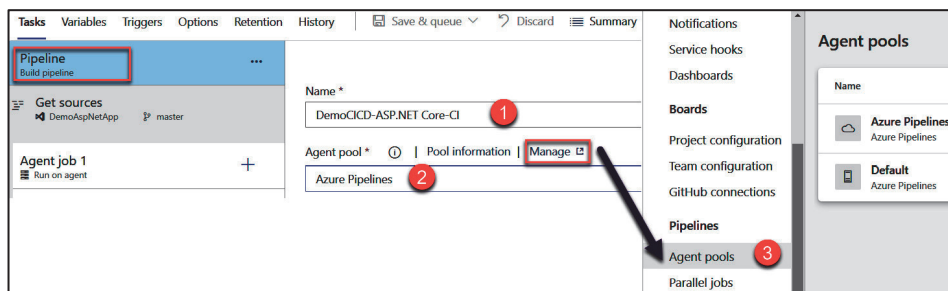 Tasks Variables Triggers Options Retention History Save & queue Discard Summary
Pipeline
Build pipeline
...
Get sources
DemoAspNetApp master
Agent job 1
Run on agent
+
Name *
DemoCICD-ASP.NET Core-CI
1
Agent pool * | Pool information | Manage
Azure Pipelines
2
Notifications
Service hooks
Dashboards
Boards
Project configuration
Team configuration
GitHub connections
Pipelines
Agent pools
3
Parallel jobs
Agent pools
Name
Azure Pipelines
Azure Pipelines
Default
Azure Pipelines